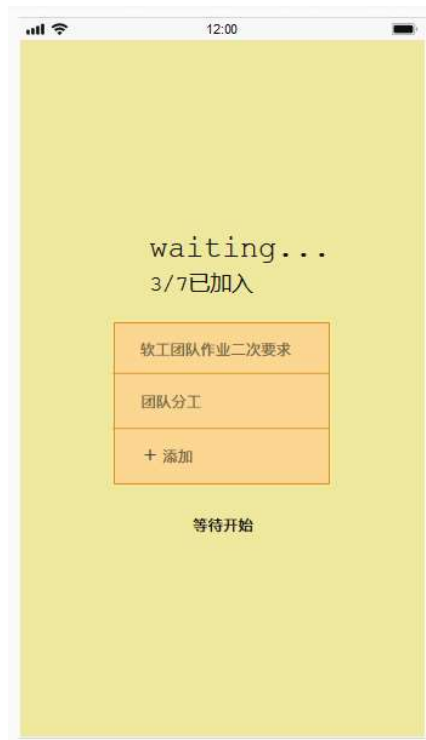 12:00
waiting...
3/7已加入
软工团队作业二次要求
团队分工
+ 添加
等待开始